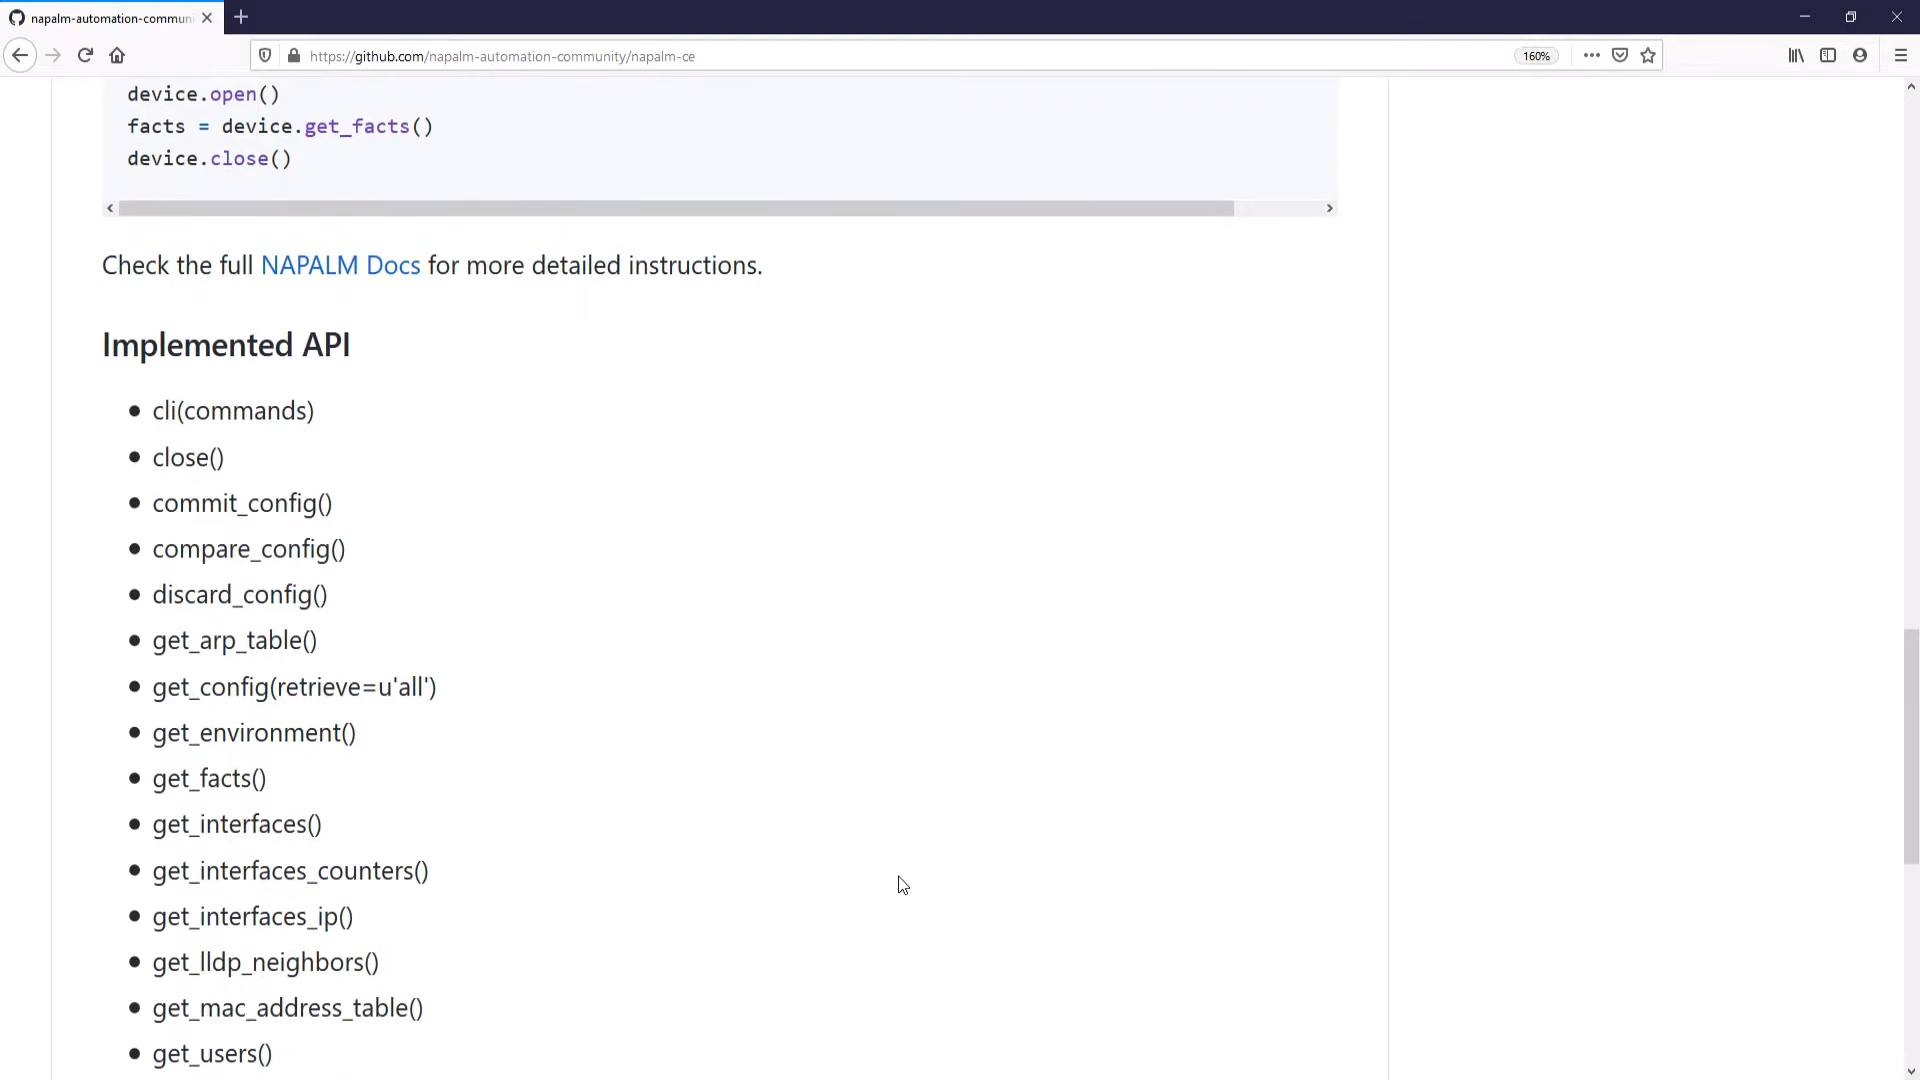 napalm-automation-commun
https://github.com/napalm-automation-community/napalm-ce
160%
device.open()
facts = device.get_facts()
device.close()
Check the full NAPALM Docs for more detailed instructions.
Implemented API
cli(commands)
close()
commit_config()
compare_config()
discard_config()
get_arp_table()
get_config(retrieve=u'all')
get_environment()
get_facts()
get_interfaces()
get_interfaces_counters()
get_interfaces_ip()
get_lldp_neighbors()
get_mac_address_table()
get_users()